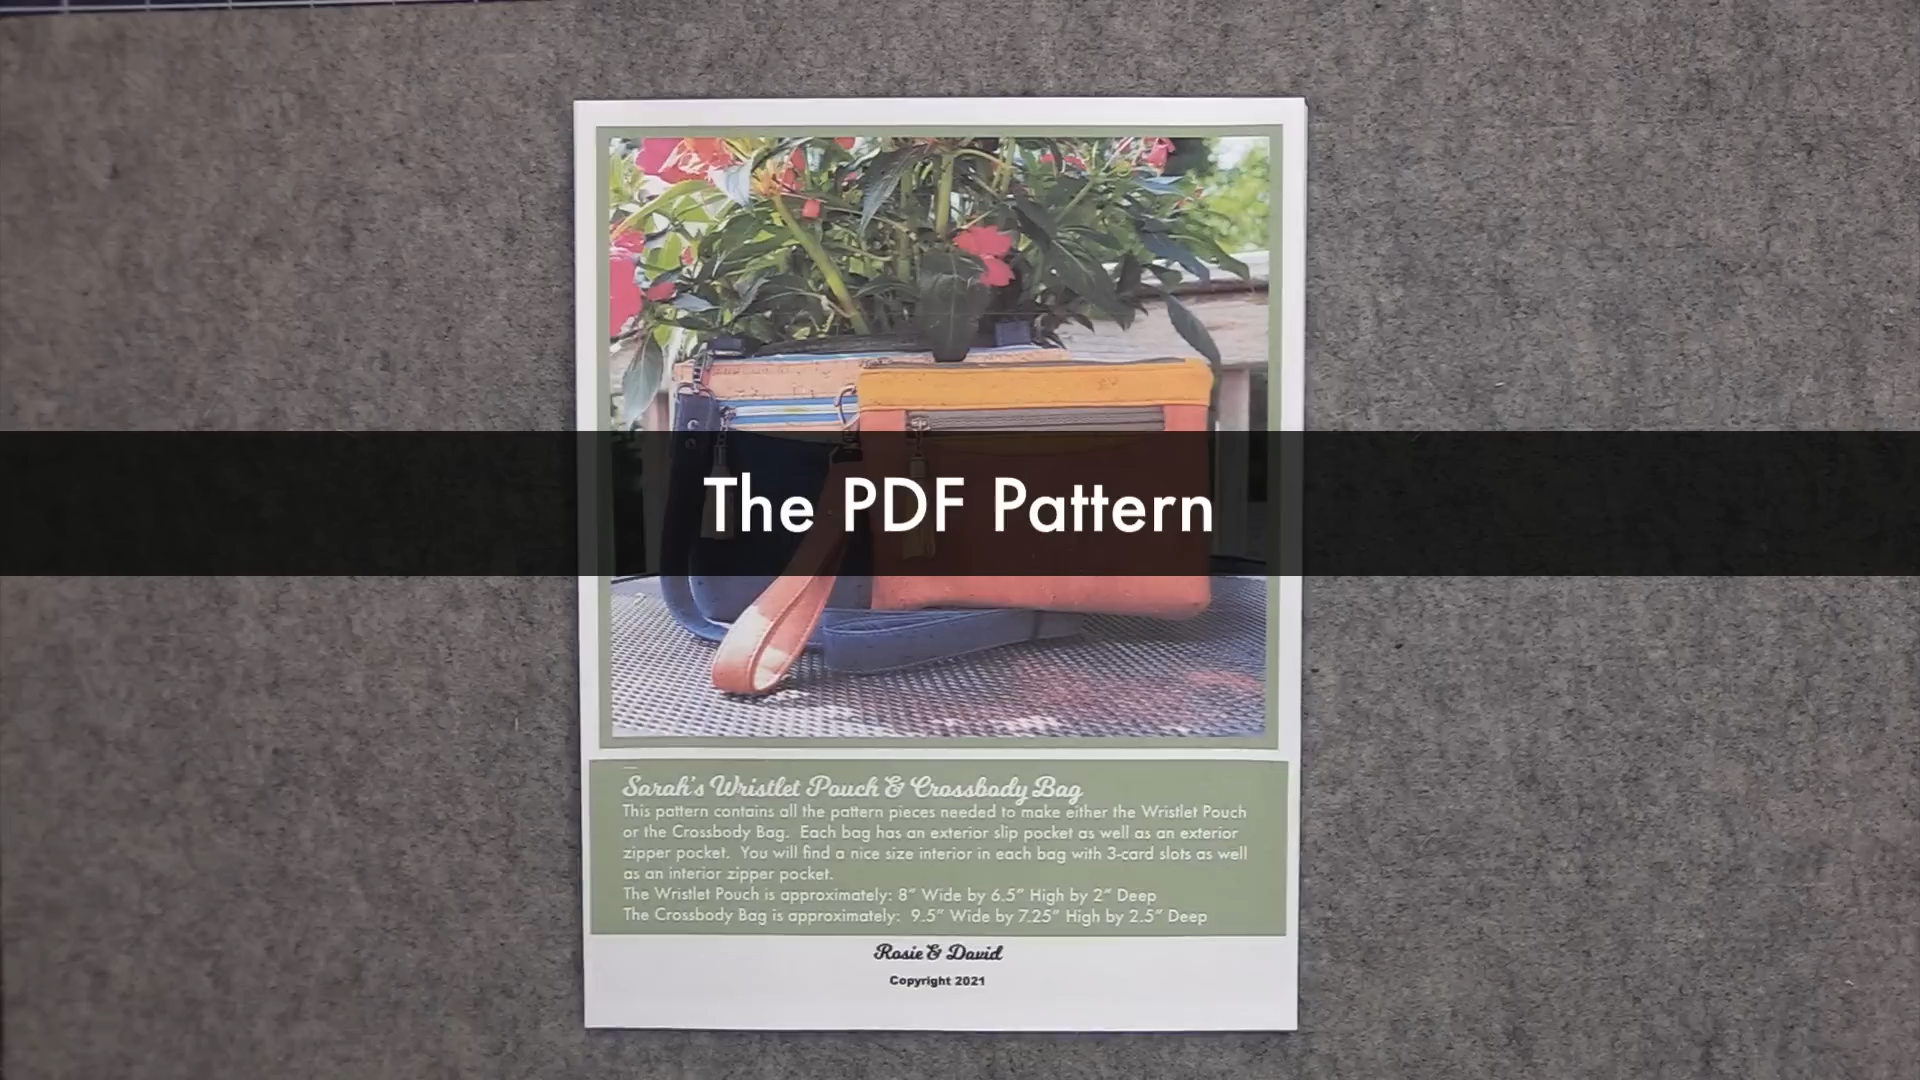 The PDF Pattern
Sarah's Wristlet Pouch & Crossbody Bag
This pattern contains all the pattern pieces needed to make either the Wristlet Pouch
or the Crossbody Bag. Each bag has an exterior slip pocket as well as an exterior
zipper pocket. You will find a nice size interior in each bag with 3-card slots as well
as an interior zipper pocket.
The Wristlet Pouch is approximately: 8" Wide by 6.5" High by 2" Deep
The Crossbody Bag is approximately: 9.5" Wide by 7.25" High by 2.5" Deep
Rosie & David
Copyright 2021